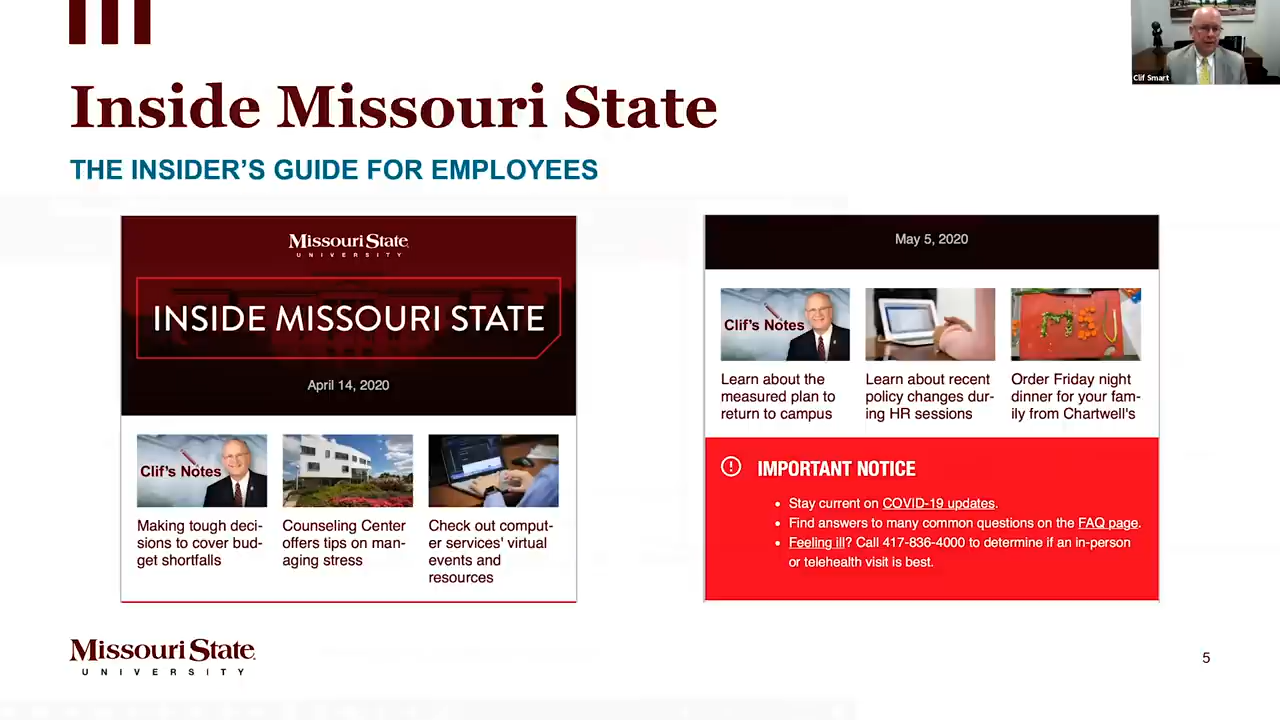 Clif Smart
Inside Missouri State
THE INSIDER'S GUIDE FOR EMPLOYEES
Missouri State
UNIVERSITY
INSIDE MISSOURI STATE
April 14, 2020
Clif's Notes
Making tough deci-
sions to cover bud-
get shortfalls
Counseling Center
offers tips on man-
aging stress
Check out comput-
er services' virtual
events and
resources
May 5, 2020
Clif's Notes
Learn about the
measured plan to
return to campus
Learn about recent
policy changes dur-
ing HR sessions
MSU
Order Friday night
dinner for your fam-
ily from Chartwell's
IMPORTANT NOTICE
• Stay current on COVID-19 updates.
• Find answers to many common questions on the FAQ page.
• Feeling ill? Call 417-836-4000 to determine if an in-person
or telehealth visit is best.
Missouri State
UNIVERSITY
5